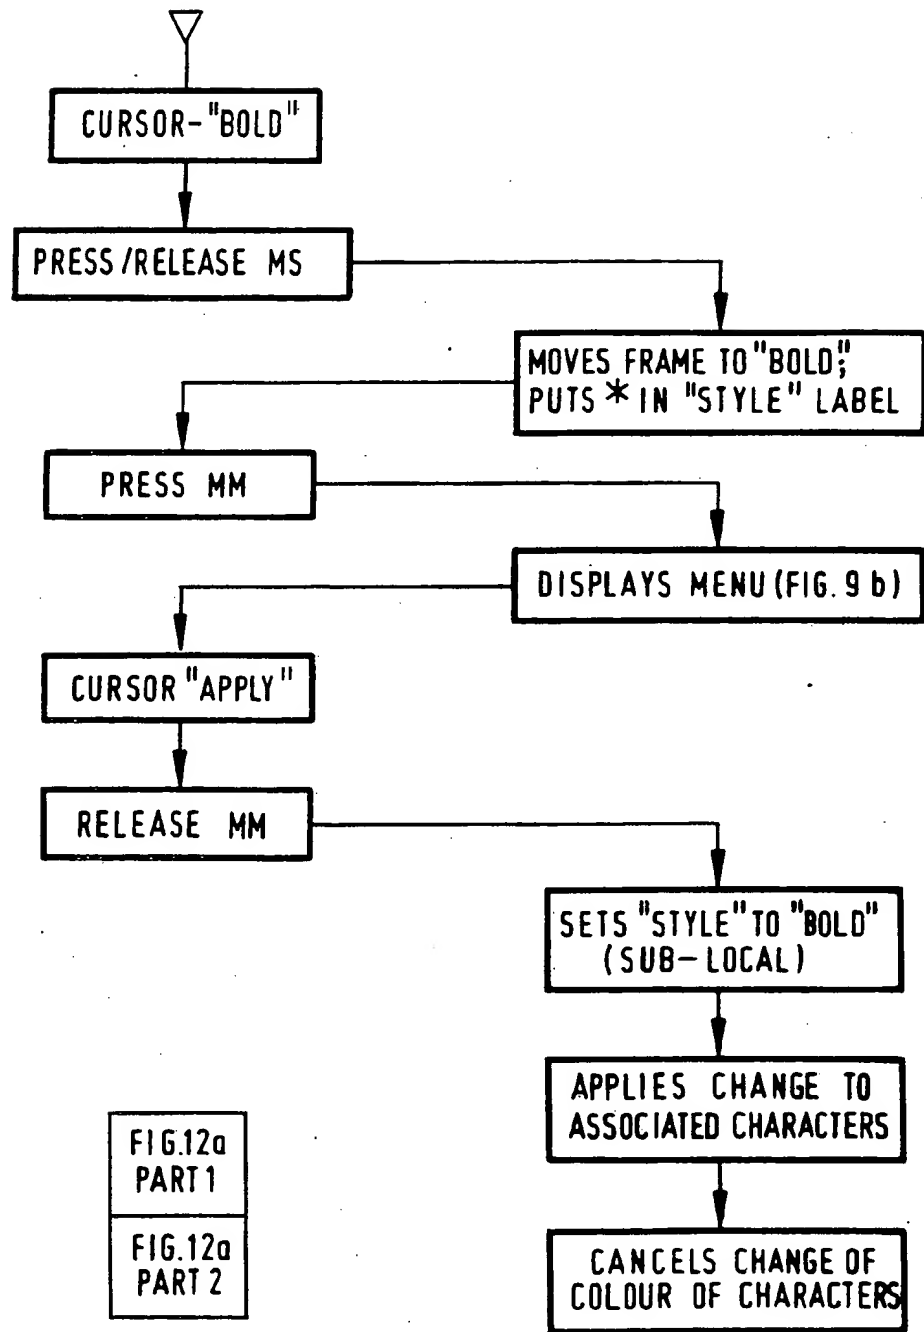 CURSOR-"BOLD"
PRESS/RELEASE MS
MOVES FRAME TO "BOLD";
PUTS * IN "STYLE" LABEL
PRESS MM
DISPLAYS MENU (FIG. 9 b)
CURSOR "APPLY"
RELEASE MM
SETS "STYLE" TO "BOLD"
(SUB-LOCAL)
APPLIES CHANGE TO
ASSOCIATED CHARACTERS
CANCELS CHANGE OF
COLOUR OF CHARACTERS
FIG.12a
PART 1
FIG.12a
PART 2